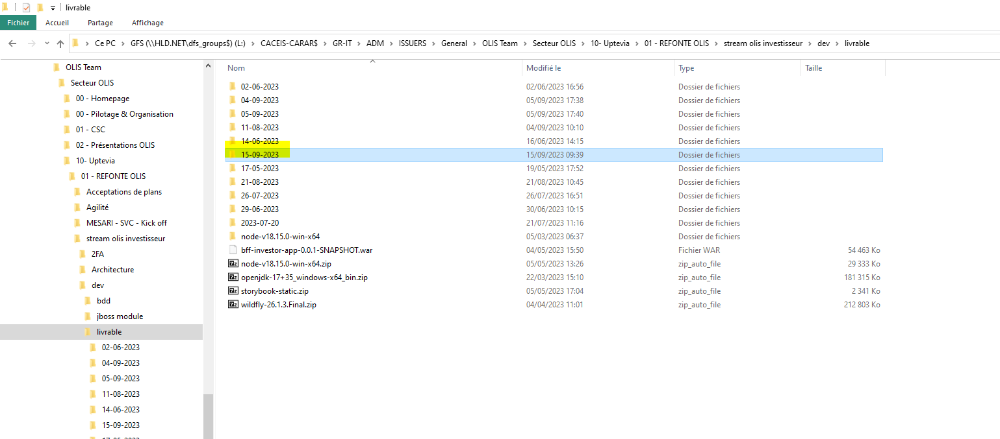 livrable
Fichier Accueil Partage Affichage
Ce PC > GFS (\\HLD.NET\dfs_groups$) (L:) > CACEIS-CARAR$ > GR-IT > ADM > ISSUERS > General > OLIS Team > Secteur OLIS > 10- Uptevia > 01 - REFONTE OLIS > stream olis investisseur > dev > livrable
OLIS Team
Secteur OLIS
00 - Homepage
00 - Pilotage & Organisation
01 - CSC
02 - Présentations OLIS
10- Uptevia
01 - REFONTE OLIS
Acceptations de plans
Agilité
MESARI - SVC - Kick off
stream olis investisseur
2FA
Architecture
dev
bdd
jboss module
livrable
02-06-2023
04-09-2023
05-09-2023
11-08-2023
14-06-2023
15-09-2023
17-05-2023
Nom Modifié le Type Taille
02-06-2023 02/06/2023 16:56 Dossier de fichiers
04-09-2023 05/09/2023 17:38 Dossier de fichiers
05-09-2023 05/09/2023 17:40 Dossier de fichiers
11-08-2023 04/09/2023 10:10 Dossier de fichiers
14-06-2023 16/06/2023 14:15 Dossier de fichiers
15-09-2023 15/09/2023 09:39 Dossier de fichiers
17-05-2023 19/05/2023 17:52 Dossier de fichiers
21-08-2023 21/08/2023 10:45 Dossier de fichiers
26-07-2023 26/07/2023 16:51 Dossier de fichiers
29-06-2023 30/06/2023 10:15 Dossier de fichiers
2023-07-20 21/07/2023 11:16 Dossier de fichiers
node-v18.15.0-win-x64 05/03/2023 06:37 Dossier de fichiers
bff-investor-app-0.0.1-SNAPSHOT.war 04/05/2023 15:50 Fichier WAR 54 463 Ko
node-v18.15.0-win-x64.zip 05/05/2023 13:26 zip_auto_file 29 333 Ko
openjdk-17+35_windows-x64_bin.zip 22/03/2023 15:10 zip_auto_file 181 315 Ko
storybook-static.zip 05/05/2023 17:04 zip_auto_file 2 341 Ko
wildfly-26.1.3.Final.zip 04/04/2023 11:01 zip_auto_file 212 803 Ko